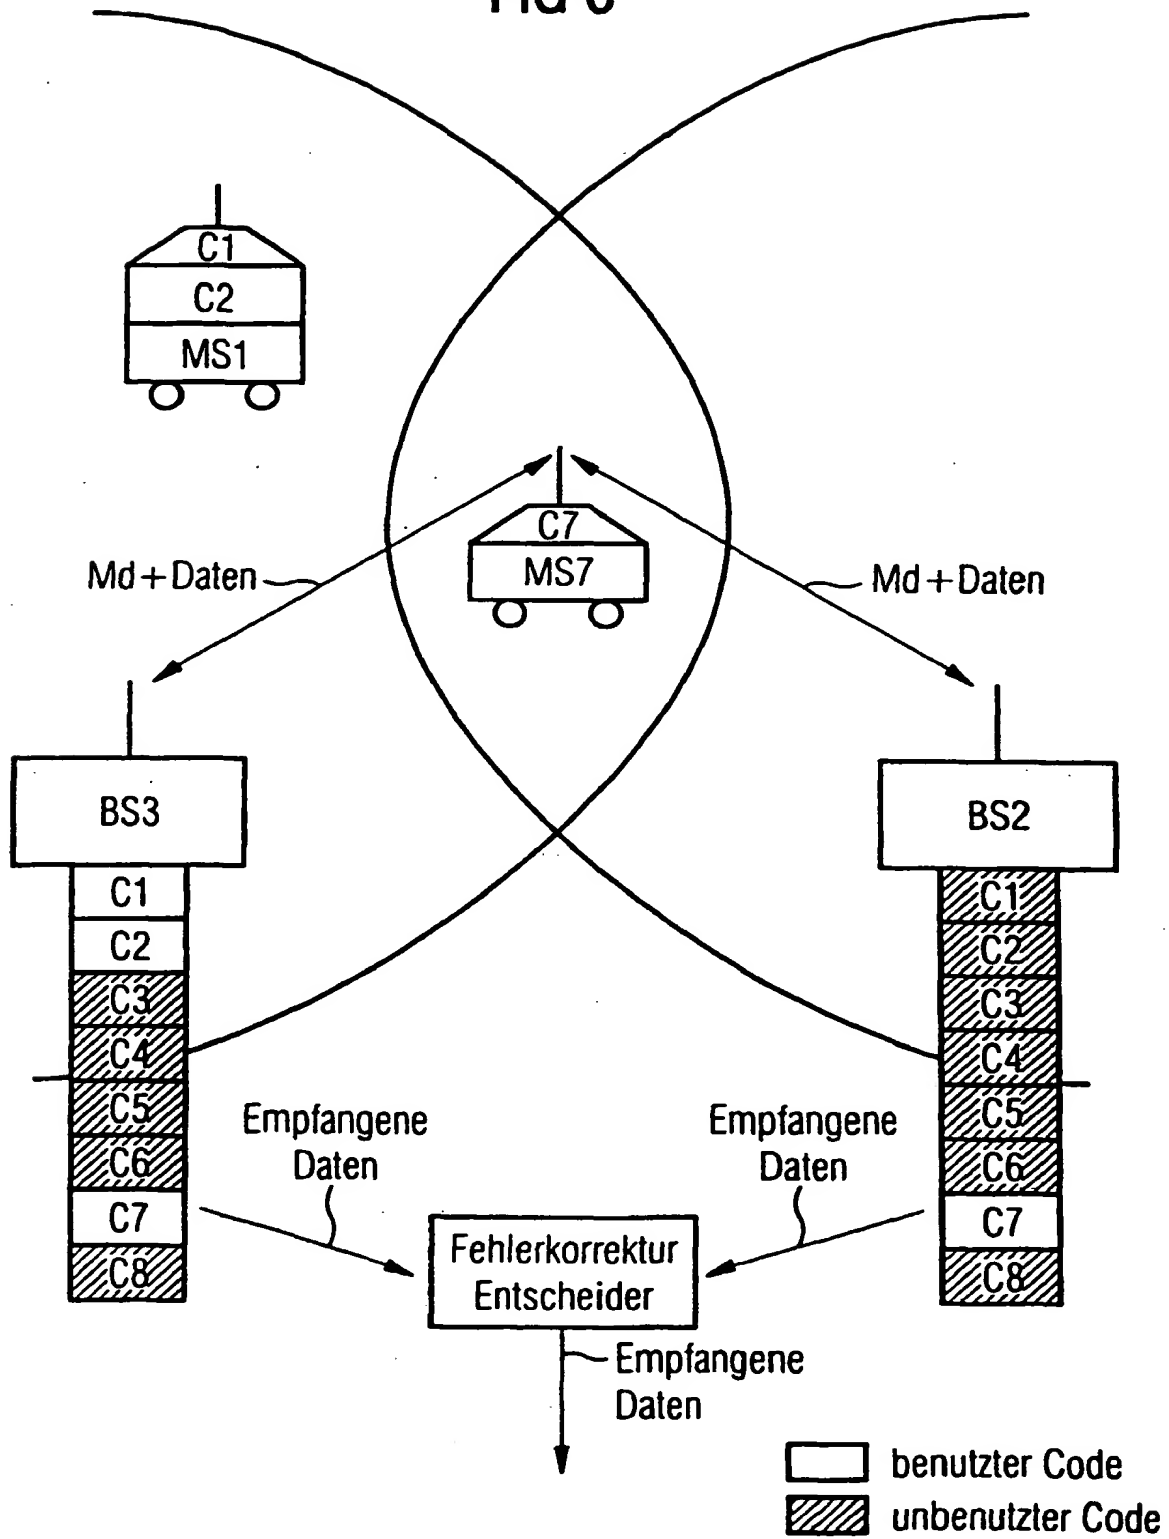 C1
C2
MS1
C7
MS7
Md+Daten
Md+Daten
BS3
BS2
C1
C2
C3
C4
C5
C6
C7
C8
C1
C2
C3
C4
C5
C6
C7
C8
Empfangene
Daten
Empfangene
Daten
Fehlerkorrektur
Entscheider
Empfangene
Daten
benutzter Code
unbenutzter Code